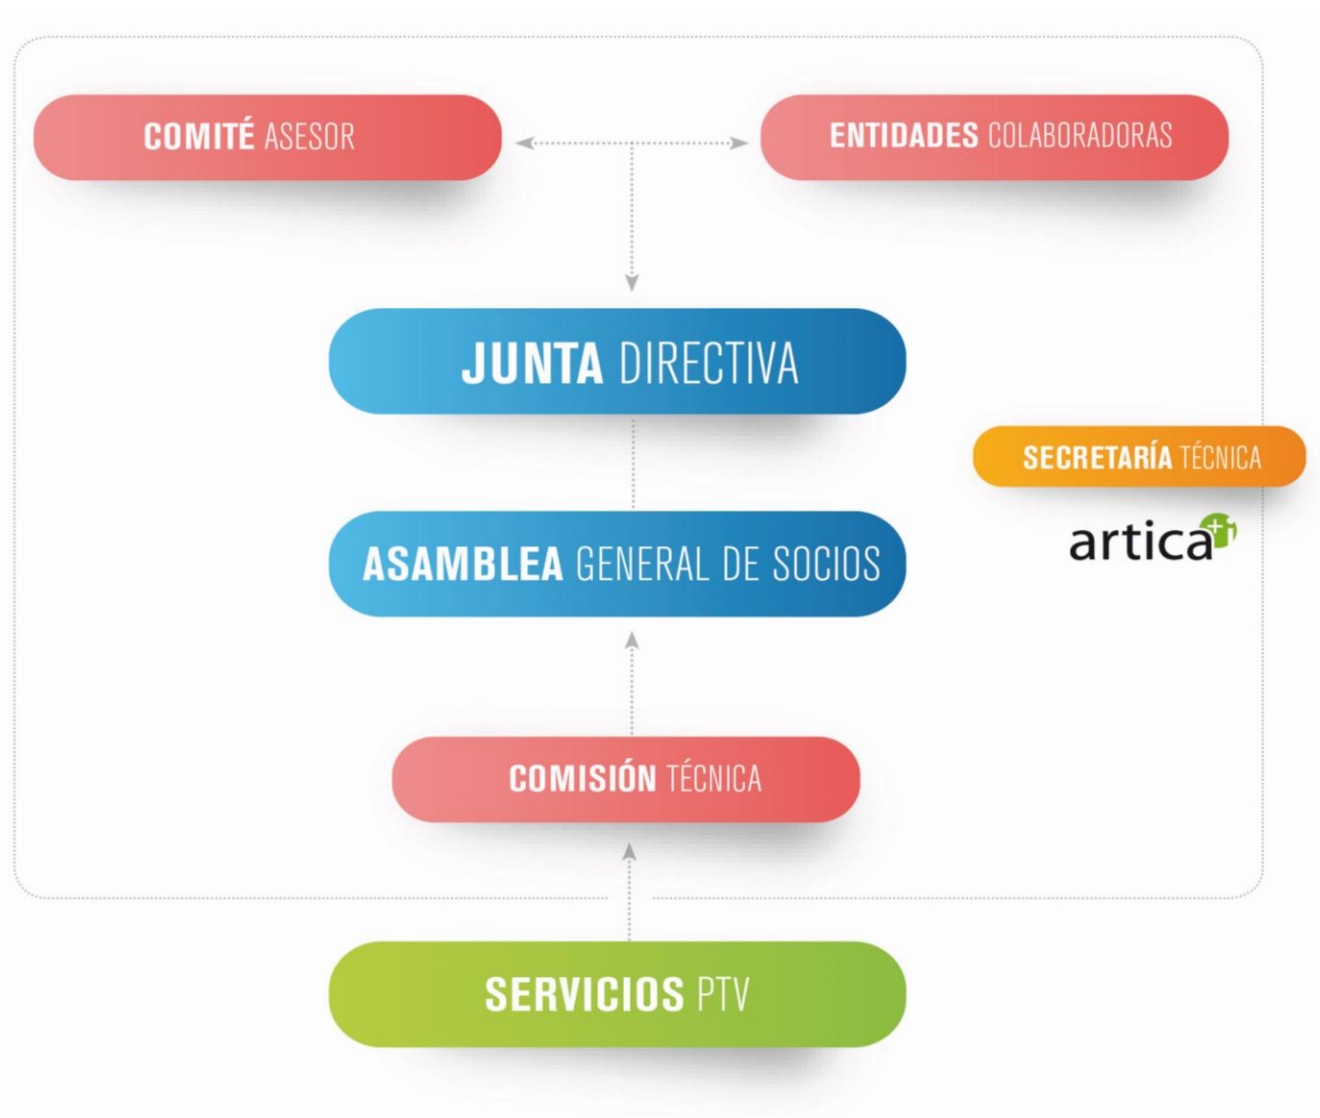 COMITÉ ASESOR
ENTIDADES COLABORADORAS
JUNTA DIRECTIVA
SECRETARÍA TÉCNICA
artica+i
ASAMBLEA GENERAL DE SOCIOS
COMISIÓN TÉCNICA
SERVICIOS PTV